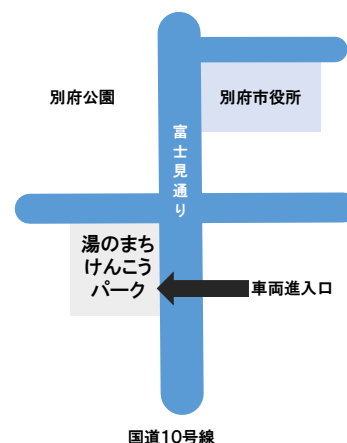 別府公園
別府市役所
富士見通り
湯のまち
けんこう
パーク
車両進入口
国道10号線